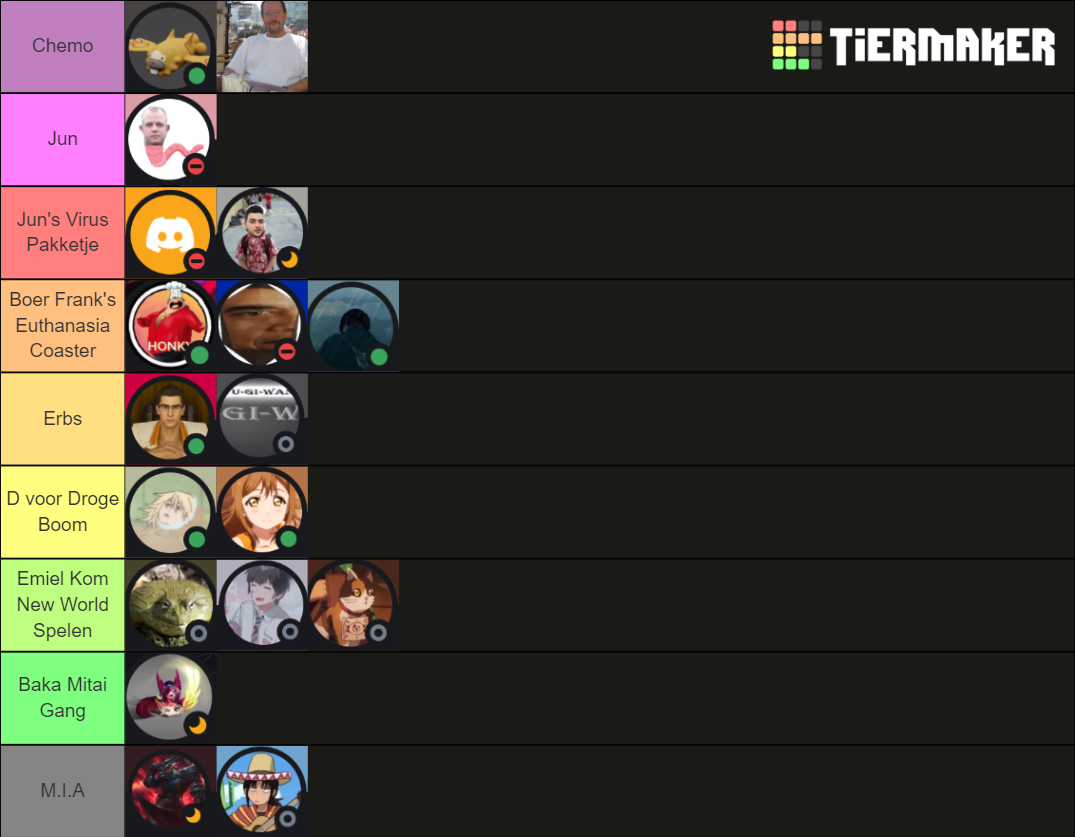 Chemo
TiERMAKER
Jun
Jun's Virus
Pakketje
Boer Frank's
Euthanasia
Coaster
HONK
Erbs
U-GI-WA
GI-W
D voor Droge
Boom
Emiel Kom
New World
Spelen
Baka Mitai
Gang
M.I.A